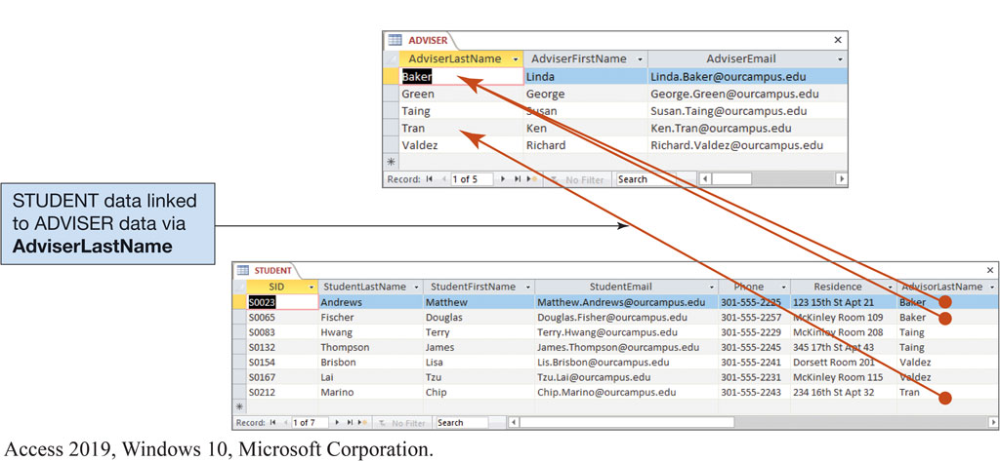 ADVISER
AdviserLastName AdviserFirstName AdviserEmail
Baker Linda Linda.Baker@ourcampus.edu
Green George George.Green@ourcampus.edu
Taing Susan Susan.Taing@ourcampus.edu
Tran Ken Ken.Tran@ourcampus.edu
Valdez Richard Richard.Valdez@ourcampus.edu
Record: 1 of 5 No Filter Search
STUDENT data linked
to ADVISER data via
AdviserLastName
STUDENT
SID StudentLastName StudentFirstName StudentEmail Phone Residence AdvisorLastName
S0023 Andrews Matthew Matthew.Andrews@ourcampus.edu 301-555-2225 123 15th St Apt 21 Baker
S0065 Fischer Douglas Douglas.Fisher@ourcampus.edu 301-555-2257 McKinley Room 109 Baker
S0083 Hwang Terry Terry.Hwang@ourcampus.edu 301-555-2229 McKinley Room 208 Taing
S0132 Thompson James James.Thompson@ourcampus.edu 301-555-2245 345 17th St Apt 43 Taing
S0154 Brisbon Lisa Lis.Brisbon@ourcampus.edu 301-555-2241 Dorsett Room 201 Valdez
S0167 Lai Tzu Tzu.Lai@ourcampus.edu 301-555-2231 McKinley Room 115 Valdez
S0212 Marino Chip Chip.Marino@ourcampus.edu 301-555-2243 234 16th St Apt 32 Tran
Record: 1 of 7 No Filter Search
Access 2019, Windows 10, Microsoft Corporation.